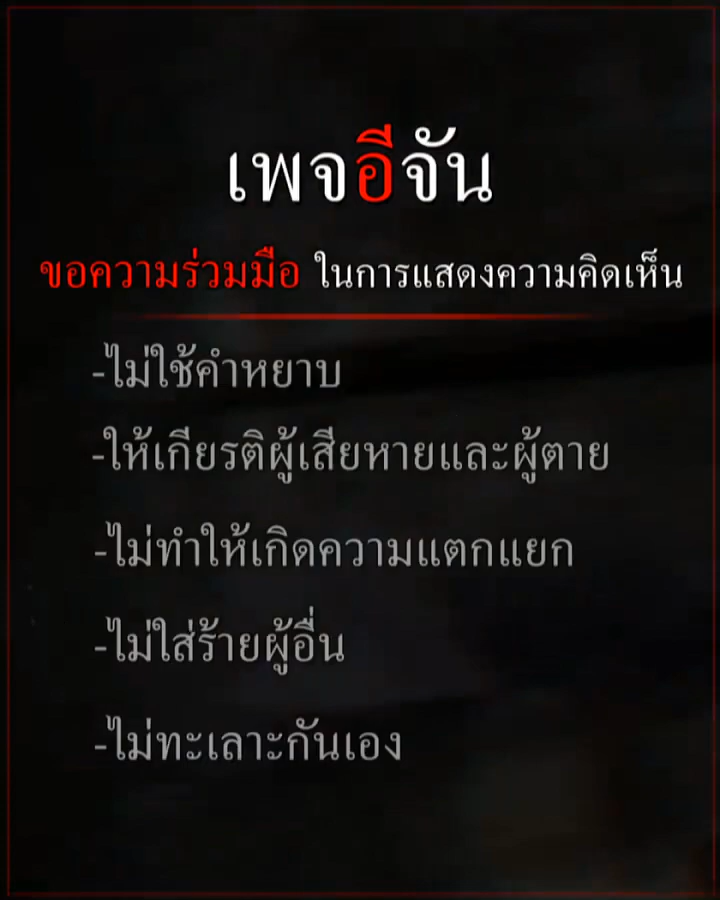 เพจอีจัน
ขอความร่วมมือ ในการแสดงความคิดเห็น
-ไม่ใช้คำหยาบ
-ให้เกียรติผู้เสียหายและผู้ตาย
-ไม่ทำให้เกิดความแตกแยก
-ไม่ใส่ร้ายผู้อื่น
-ไม่ทะเลาะกันเอง